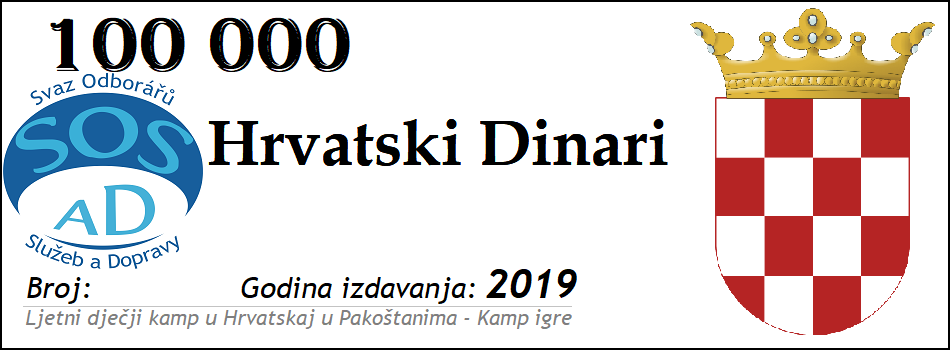 100 000
Svaz Odborářů
SOS
AD
Služeb a Dopravy
Hrvatski Dinari
Broj: Godina izdavanja: 2019
Ljetni dječji kamp u Hrvatskaj u Pakoštanima - Kamp igre